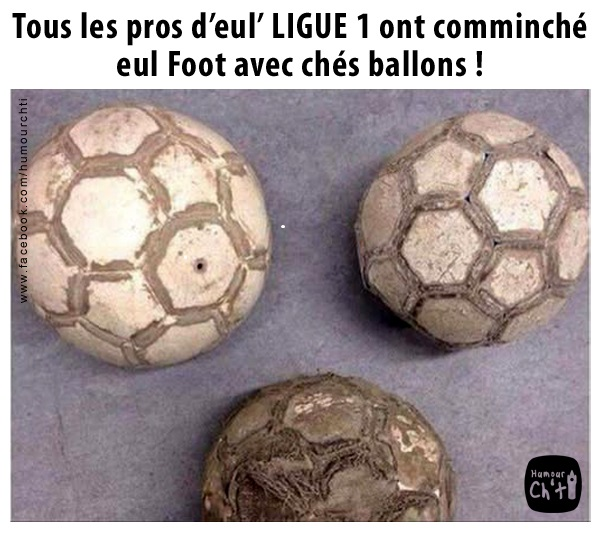 Tous les pros d'eul' LIGUE 1 ont comminché
eul Foot avec chés ballons !
www.facebook.com/humourchti
Humour
Ch'ti